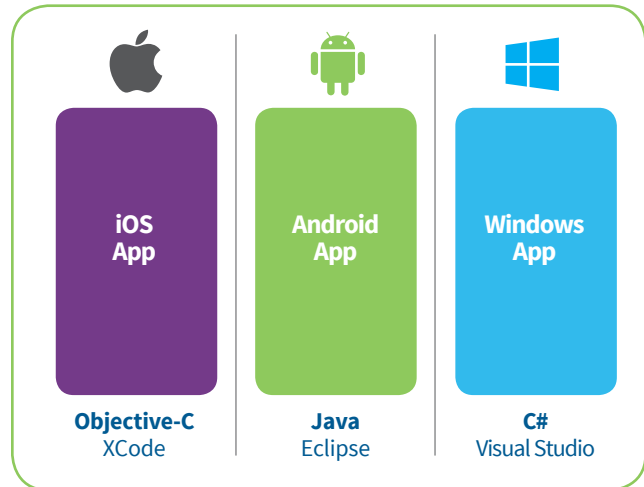 iOS
App
Android
App
Windows
App
Objective-C
XCode
Java
Eclipse
C#
Visual Studio